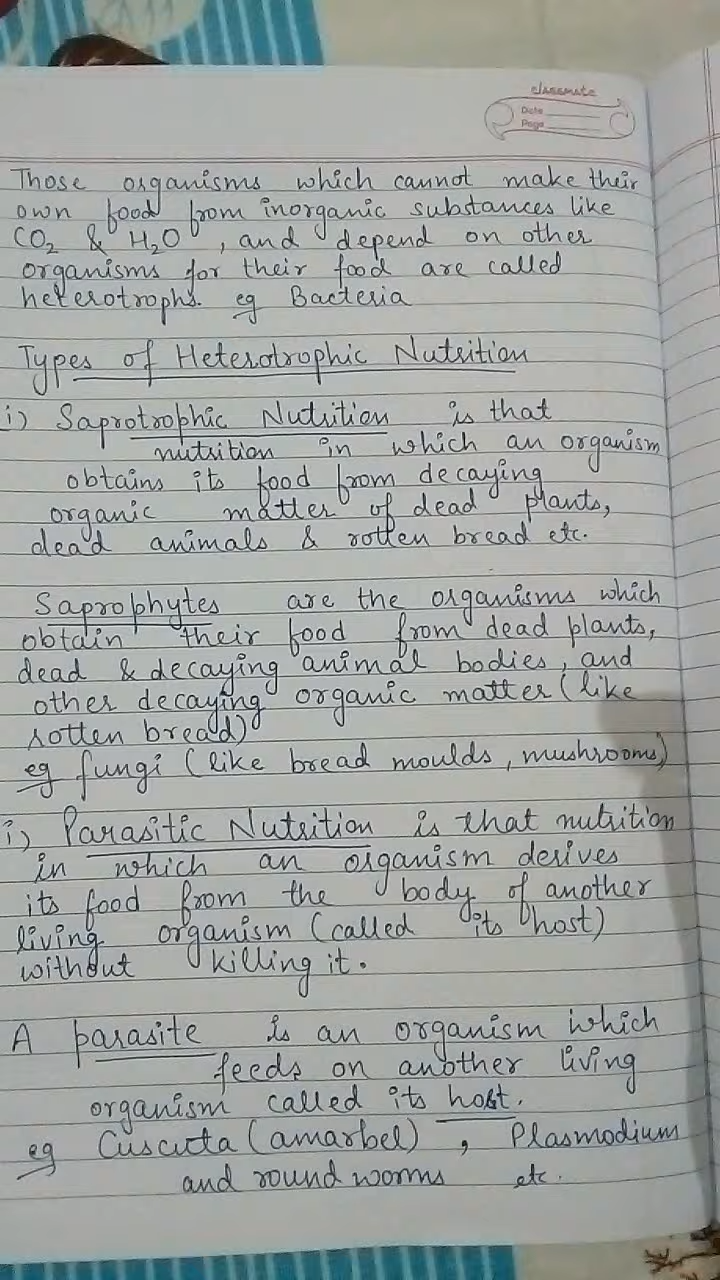 classmate
Date
Page
Those organisms which cannot make their
own food from inorganic substances like
CO₂ & H₂O , and depend on other
organisms for their food are called
heterotrophs. eg Bacteria
Types of Heterotrophic Nutrition
i) Saprotrophic Nutrition is that
nutrition in which an organism
obtains its food from decaying
organic matter of dead plants,
dead animals & rotten bread etc.
Saprophytes are the organisms which
obtain their food from dead plants,
dead & decaying animal bodies, and
other decaying organic matter (like
rotten bread)
eg fungi (like bread moulds, mushrooms)
i) Parasitic Nutrition is that nutrition
in which an organism derives
its food from the body of another
living organism (called its host)
without killing it.
A parasite is an organism which
feeds on another living
organism called its host.
eg Cuscuta (amarbel) , Plasmodium
and round worms etc.